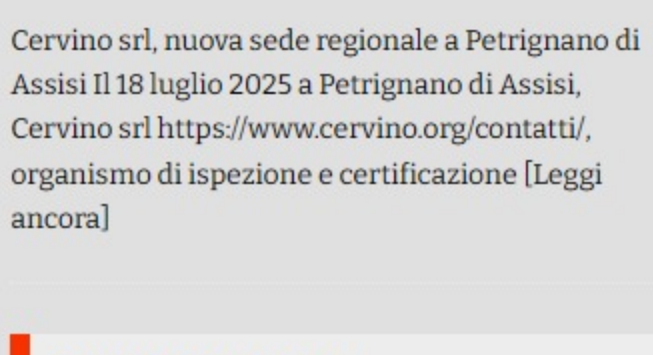 Cervino srl, nuova sede regionale a Petrignano di
Assisi Il 18 luglio 2025 a Petrignano di Assisi,
Cervino srl https://www.cervino.org/contatti/,
organismo di ispezione e certificazione [Leggi
ancora]